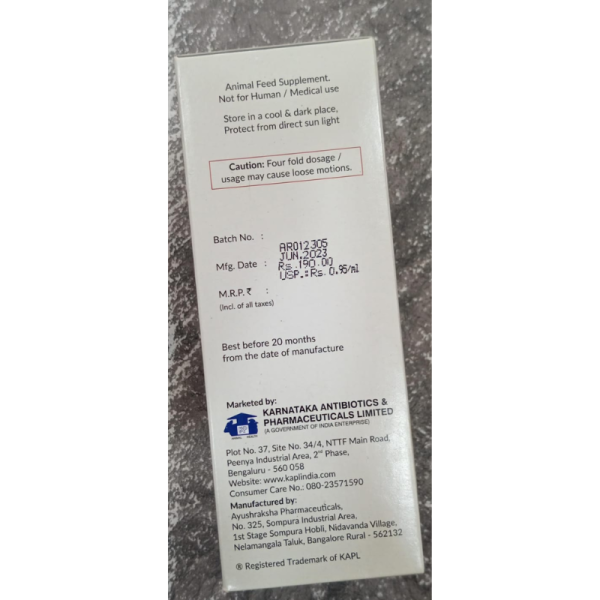 Animal Feed Supplement.
Not for Human / Medical use
Store in a cool & dark place,
Protect from direct sun light
Caution: Four fold dosage /
usage may cause loose motions.
Batch No. :
AR012305
Mfg. Date :
JUN.2023
Rs.190.00
USP.:Rs. 0.95/ml
M.R.P.₹ :
(Incl. of all taxes)
Best before 20 months
from the date of manufacture
Marketed by:
KARNATAKA ANTIBIOTICS &
PHARMACEUTICALS LIMITED
(A GOVERNMENT OF INDIA ENTERPRISE)
Plot No. 37, Site No. 34/4, NTTF Main Road,
Peenya Industrial Area, 2nd Phase,
Bengaluru - 560 058
Website: www.kaplindia.com
Consumer Care No.: 080-23571590
Manufactured by:
Ayushraksha Pharmaceuticals,
No. 325, Sompura Industrial Area,
1st Stage Sompura Hobli, Nidavanda Village,
Nelamangala Taluk, Bangalore Rural - 562132
® Registered Trademark of KAPL